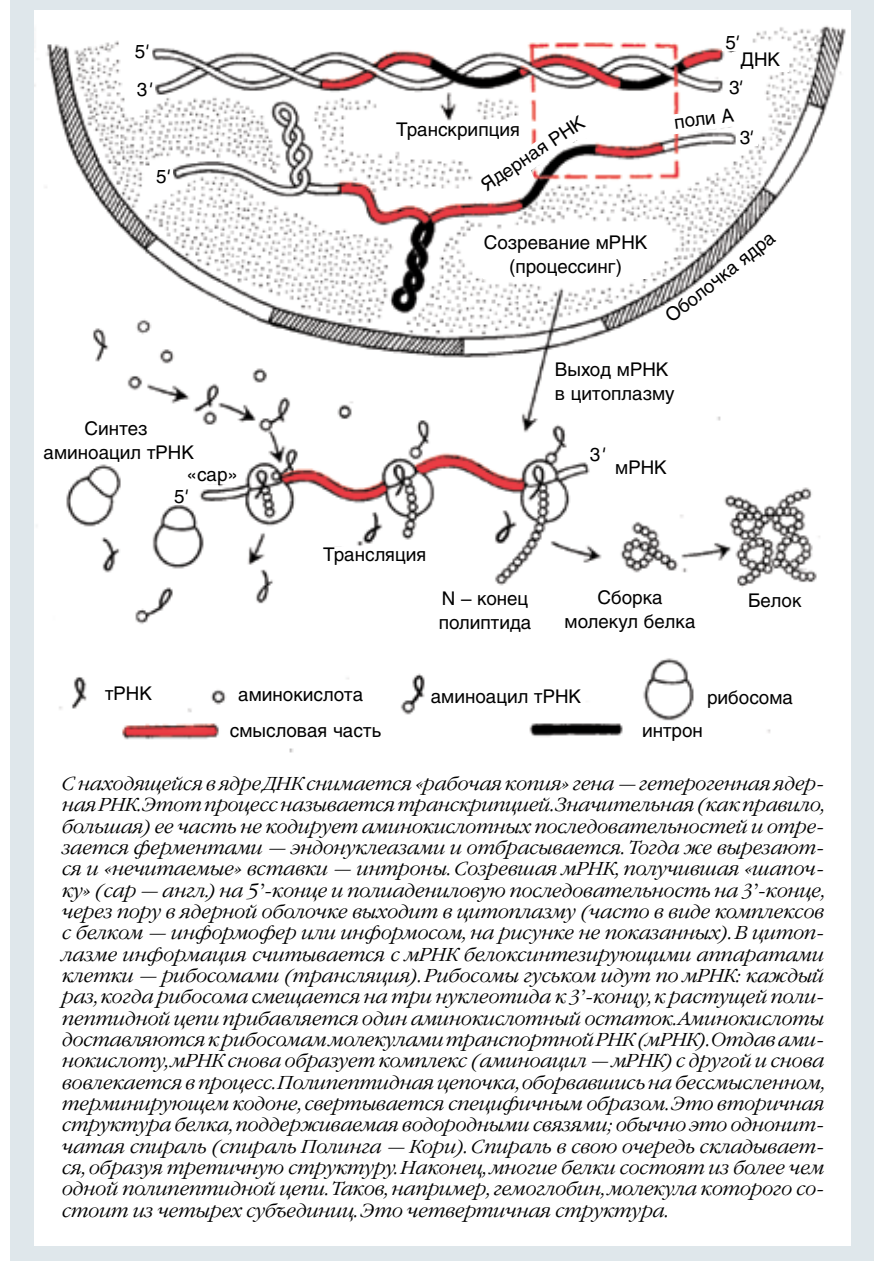 5′
5′
ДНК
3′
3′
Транскрипция
поли А
Ядерная РНК
3′
5′
Созревание мРНК
(процессинг)
Оболочка ядра
Выход мРНК
в цитоплазму
Синтез
аминоацил тРНК
«cap»
5′
3′
мРНК
Трансляция
N – конец
полиптида
Сборка
молекул белка
Белок
тРНК
аминокислота
аминоацил тРНК
рибосома
смысловая часть
интрон
С находящейся в ядре ДНК снимается «рабочая копия» гена — гетерогенная ядер-
ная РНК. Этот процесс называется транскрипцией. Значительная (как правило,
большая) ее часть не кодирует аминокислотных последовательностей и отре-
зается ферментами — эндонуклеазами и отбрасывается. Тогда же вырезают-
ся и «нечитаемые» вставки — интроны. Созревшая мРНК, получившая «шапоч-
ку» (cap — англ.) на 5’-конце и полиадениловую последовательность на 3’-конце,
через пору в ядерной оболочке выходит в цитоплазму (часто в виде комплексов
с белком — информофер или информосом, на рисунке не показанных). В цитоп-
лазме информация считывается с мРНК белоксинтезирующими аппаратами
клетки — рибосомами (трансляция). Рибосомы гуськом идут по мРНК: каждый
раз, когда рибосома смещается на три нуклеотида к 3’-концу, к растущей поли-
пептидной цепи прибавляется один аминокислотный остаток. Аминокислоты
доставляются к рибосомам молекулами транспортной РНК (мРНК). Отдав ами-
нокислоту, мРНК снова образует комплекс (аминоацил — мРНК) с другой и снова
вовлекается в процесс. Полипептидная цепочка, оборвавшись на бессмысленном,
терминирующем кодоне, свертывается специфичным образом. Это вторичная
структура белка, поддерживаемая водородными связями; обычно это однонит-
чатая спираль (спираль Полинга — Кори). Спираль в свою очередь складывает-
ся, образуя третичную структуру. Наконец, многие белки состоят из более чем
одной полипептидной цепи. Таков, например, гемоглобин, молекула которого со-
стоит из четырех субъединиц. Это четвертичная структура.